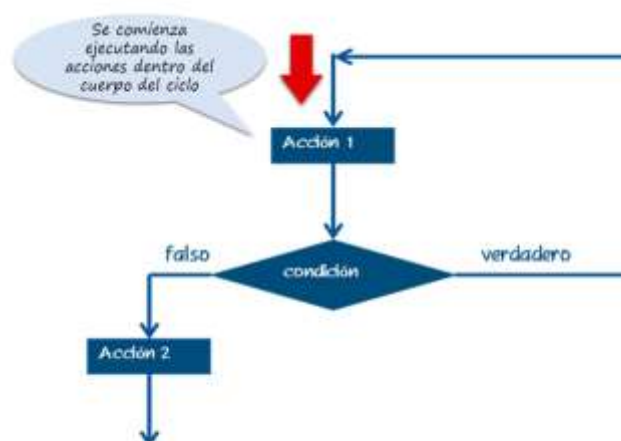 Se comienza
ejecutando las
acciones dentro del
cuerpo del ciclo
Acción 1
falso
condición
verdadero
Acción 2